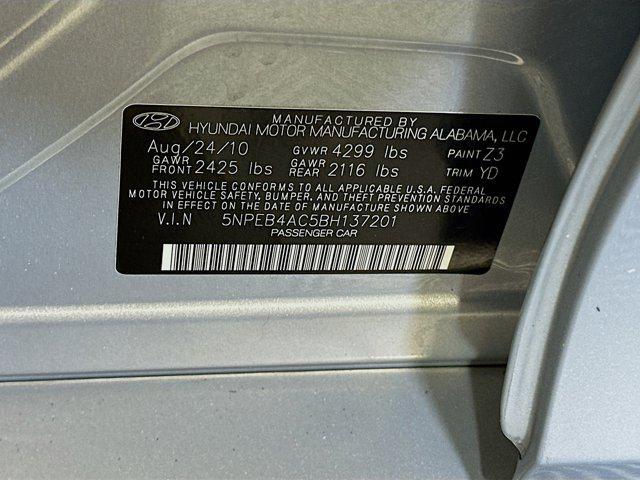 MANUFACTURED BY
HYUNDAI MOTOR MANUFACTURING ALABAMA, LLC
Aug/24/10 GVWR 4299 lbs PAINT Z3
GAWR FRONT 2425 lbs GAWR REAR 2116 lbs TRIM YD
THIS VEHICLE CONFORMS TO ALL APPLICABLE U.S.A. FEDERAL
MOTOR VEHICLE SAFETY, BUMPER, AND THEFT PREVENTION STANDARDS
IN EFFECT ON THE DATE OF MANUFACTURE SHOWN ABOVE
V.I.N 5NPEB4AC5BH137201
PASSENGER CAR